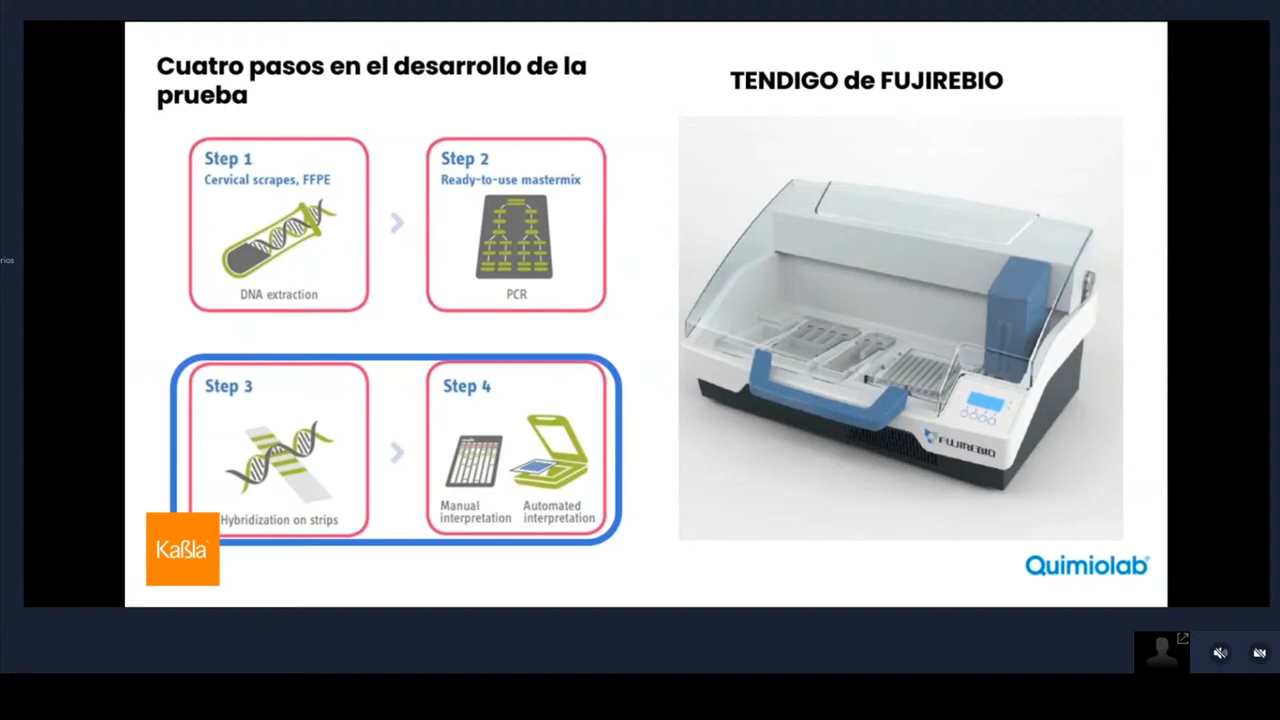 Cuatro pasos en el desarrollo de la
prueba
TENDIGO de FUJIREBIO
Step 1
Cervical scrapes, FFPE
DNA extraction
Step 2
Ready-to-use mastermix
PCR
Step 3
Hybridization on strips
Step 4
Manual
interpretation
Automated
interpretation
FUJIREBIO
Kaßla
Quimiolab
rios